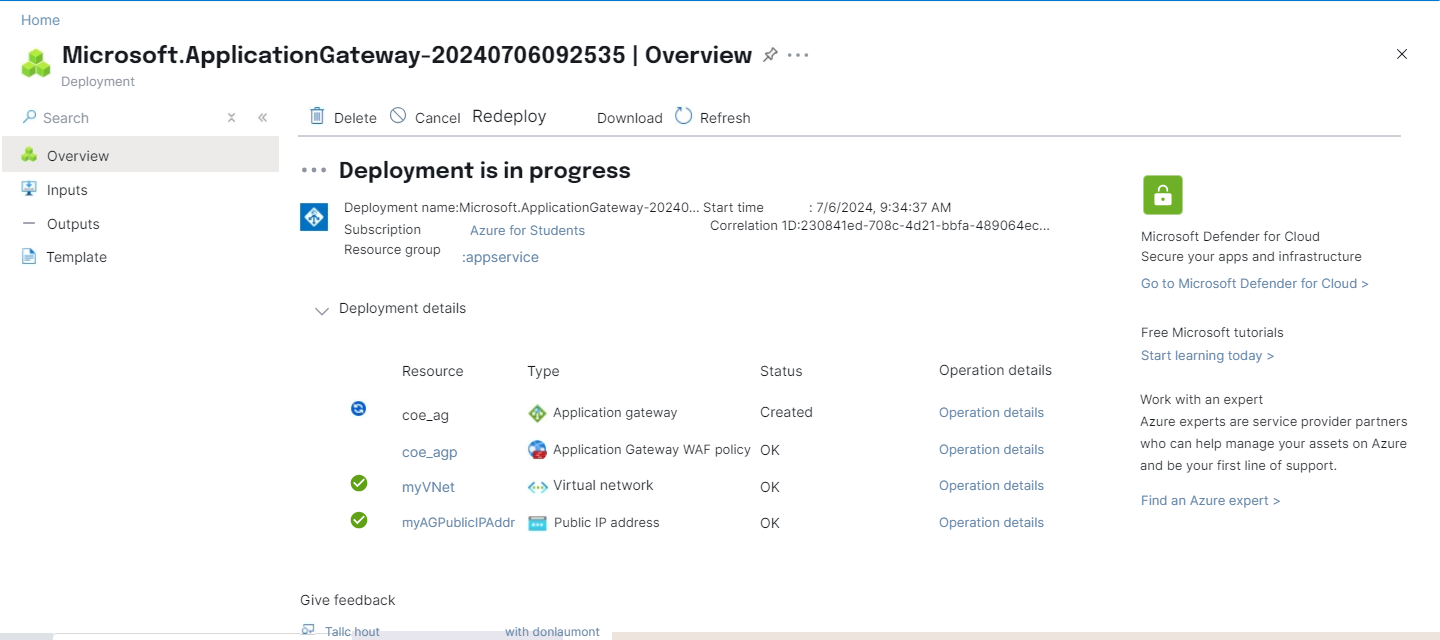 Home
Microsoft.ApplicationGateway-20240706092535 | Overview
Deployment
Search
Overview
Inputs
Outputs
Template
Delete Cancel Redeploy Download Refresh
Deployment is in progress
Deployment name:Microsoft.ApplicationGateway-20240... Start time : 7/6/2024, 9:34:37 AM
Subscription Azure for Students Correlation 1D:230841ed-708c-4d21-bbfa-489064ec...
Resource group :appservice
Deployment details
Resource Type Status Operation details
coe_ag Application gateway Created Operation details
coe_agp Application Gateway WAF policy OK Operation details
myVNet Virtual network OK Operation details
myAGPublicIPAddr Public IP address OK Operation details
Give feedback
Tallc hout with donlaumont
Microsoft Defender for Cloud
Secure your apps and infrastructure
Go to Microsoft Defender for Cloud >
Free Microsoft tutorials
Start learning today >
Work with an expert
Azure experts are service provider partners
who can help manage your assets on Azure
and be your first line of support.
Find an Azure expert >